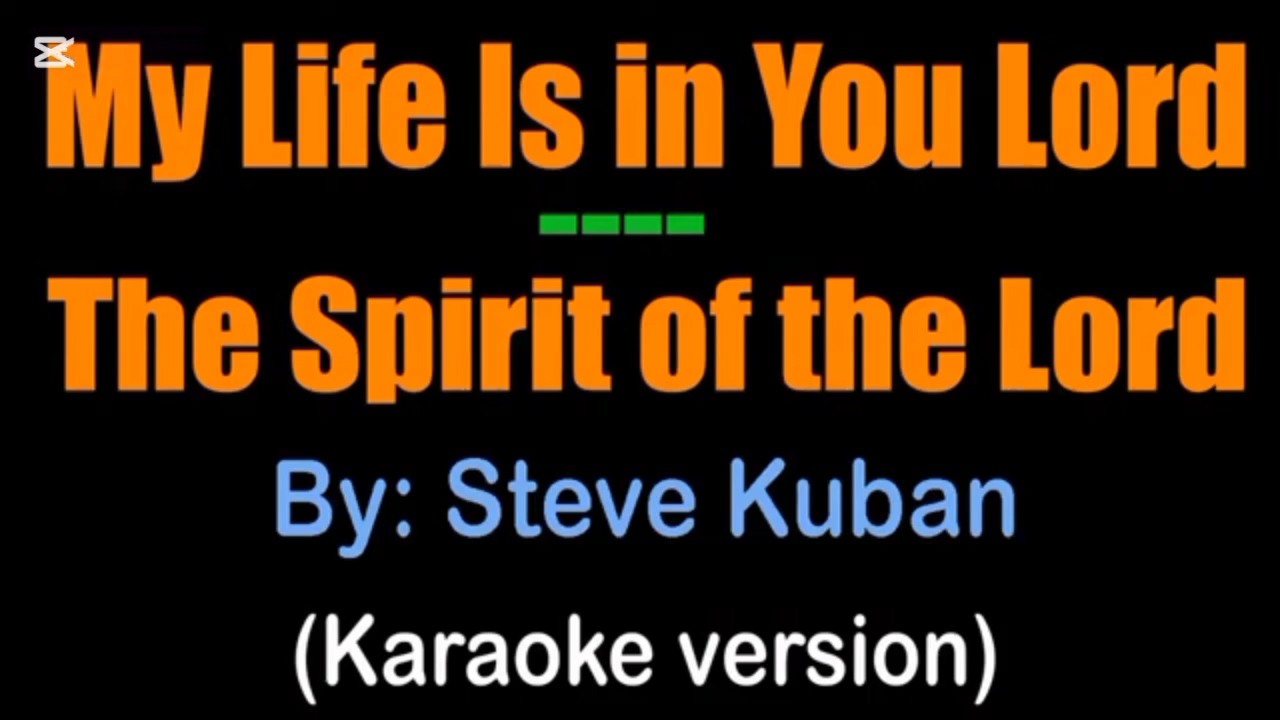 My Life Is in You Lord
----
The Spirit of the Lord
By: Steve Kuban
(Karaoke version)